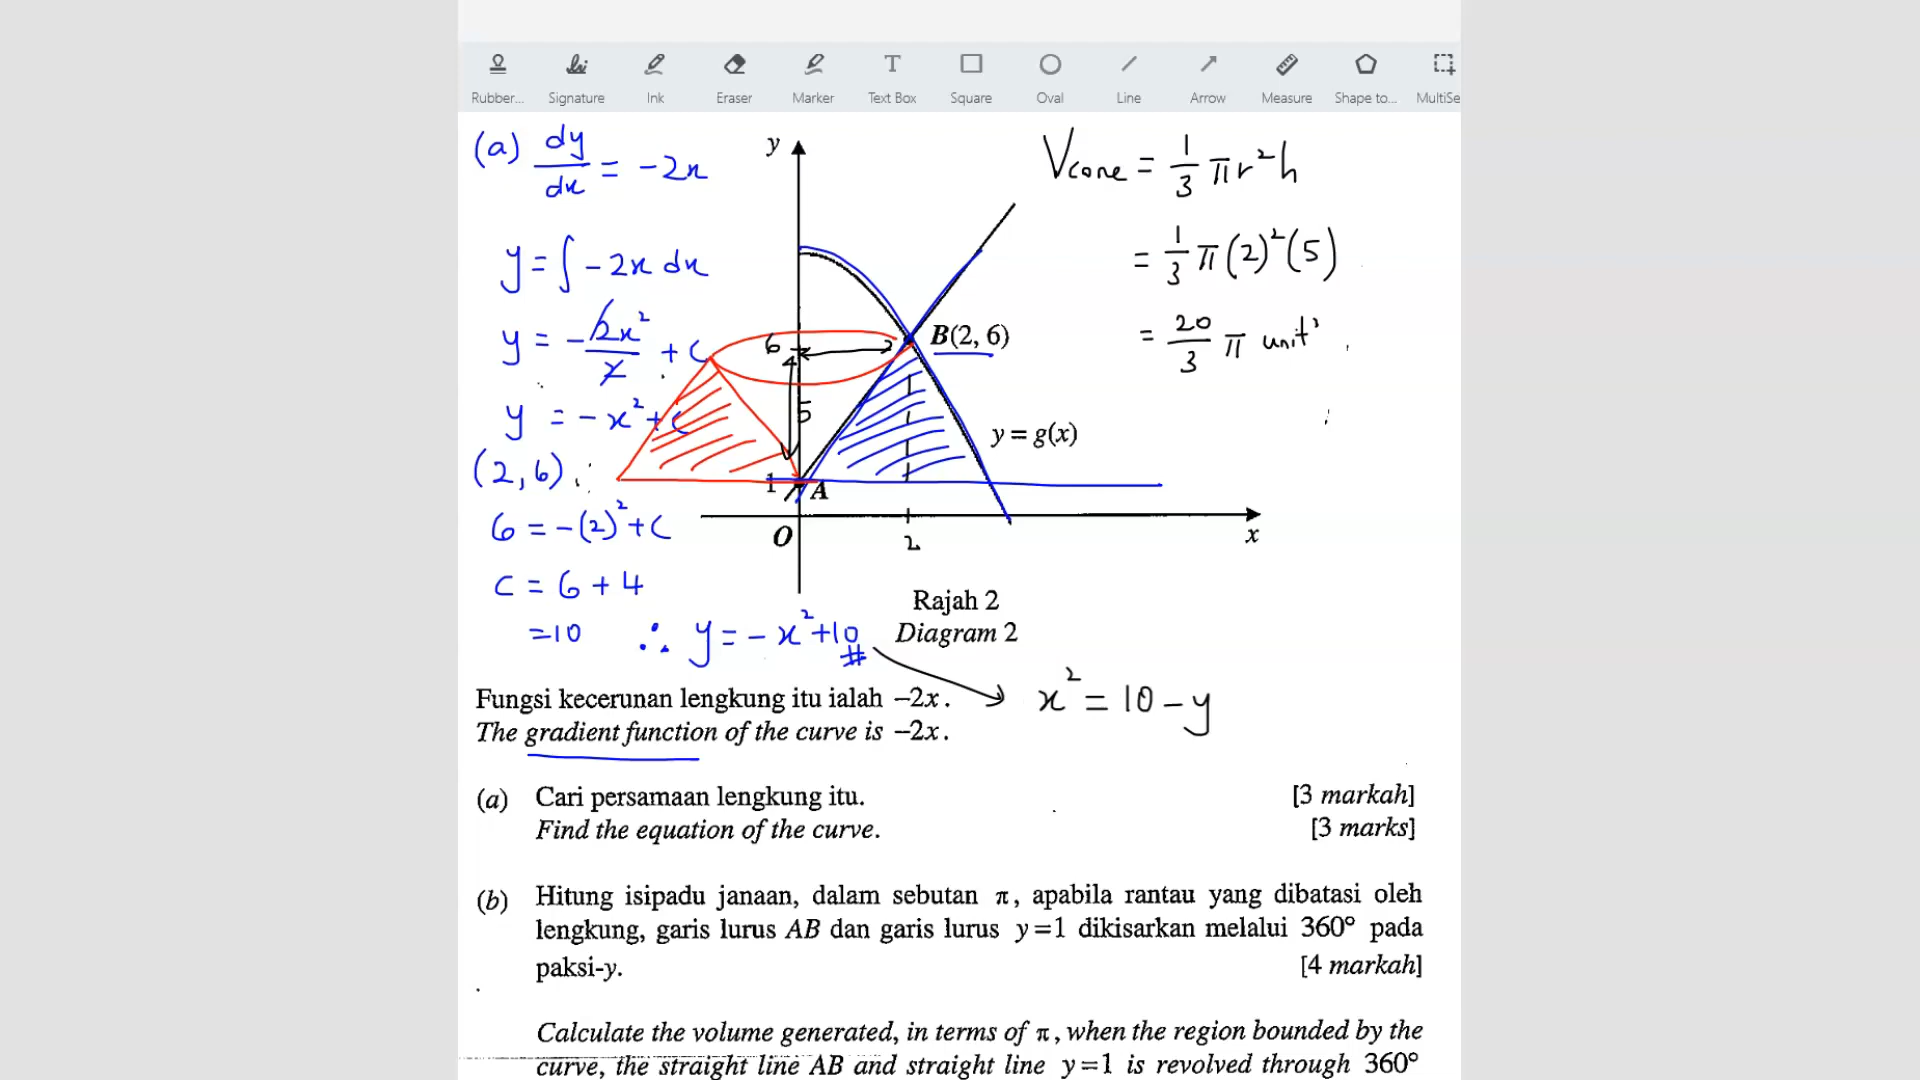 Rubber... Signature Ink Eraser Marker T Text Box Square Oval Line Arrow Measure Shape to... MultiSe
(a) dy/dx = -2x
y = ∫ -2x dx
y = -2x²/2 + C
y = -x² + C
(2, 6)
6 = -(2)² + C
C = 6 + 4
= 10 ∴ y = -x² + 10 #
y
6
2
5
B(2, 6)
y = g(x)
1
A
O
2
x
Vcone = 1/3 πr²h
= 1/3 π(2)²(5)
= 20/3 π unit³
Rajah 2
Diagram 2
x² = 10 - y
Fungsi kecerunan lengkung itu ialah –2x.
The gradient function of the curve is –2x.
(a) Cari persamaan lengkung itu. [3 markah]
Find the equation of the curve. [3 marks]
(b) Hitung isipadu janaan, dalam sebutan π, apabila rantau yang dibatasi oleh
lengkung, garis lurus AB dan garis lurus y=1 dikisarkan melalui 360° pada
paksi-y. [4 markah]
Calculate the volume generated, in terms of π, when the region bounded by the
curve, the straight line AB and straight line y=1 is revolved through 360°